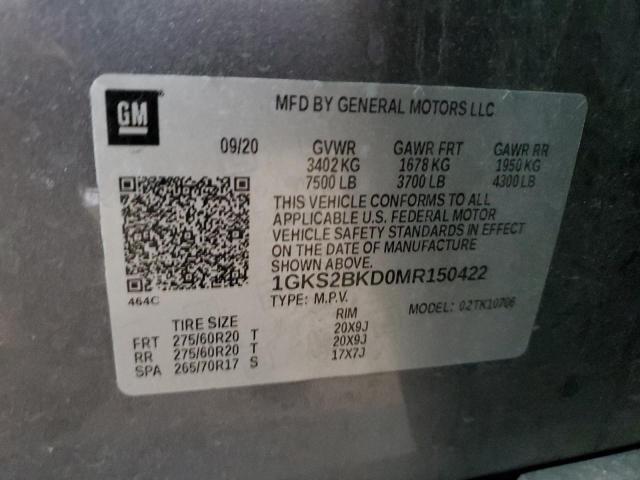 GM
MFD BY GENERAL MOTORS LLC
09/20 GVWR GAWR FRT GAWR RR
3402 KG 1678 KG 1950 KG
7500 LB 3700 LB 4300 LB
THIS VEHICLE CONFORMS TO ALL
APPLICABLE U.S. FEDERAL MOTOR
VEHICLE SAFETY STANDARDS IN EFFECT
ON THE DATE OF MANUFACTURE
SHOWN ABOVE.
1GKS2BKD0MR150422
464C
TYPE: M.P.V. MODEL: 02TK10706
TIRE SIZE RIM
FRT 275/60R20 T 20X9J
RR 275/60R20 T 20X9J
SPA 265/70R17 S 17X7J